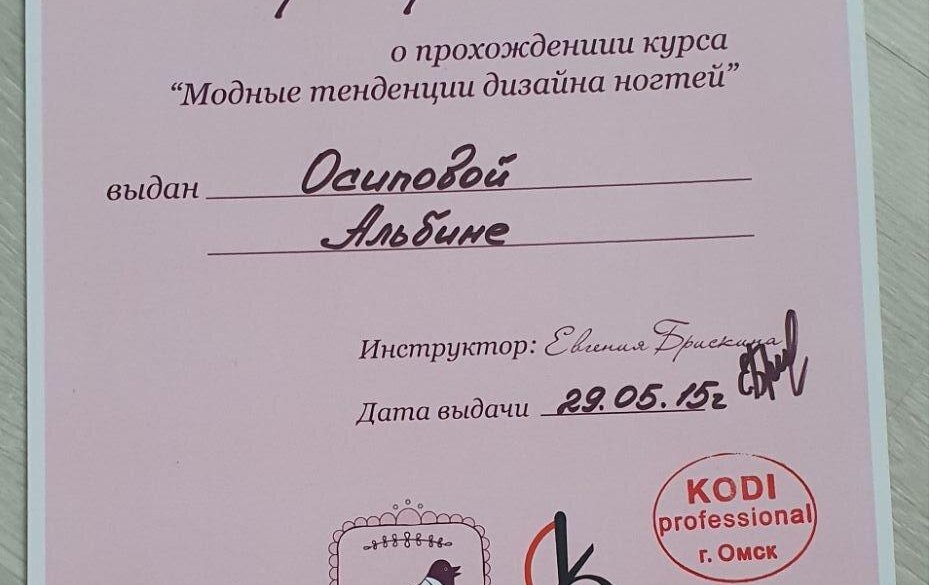 о прохождениии курса
“Модные тенденции дизайна ногтей”
выдан Осиповой
Альбине
Инструктор: Евгения Брискина
Дата выдачи 29.05.15г
KODI
professional
г. Омск
k